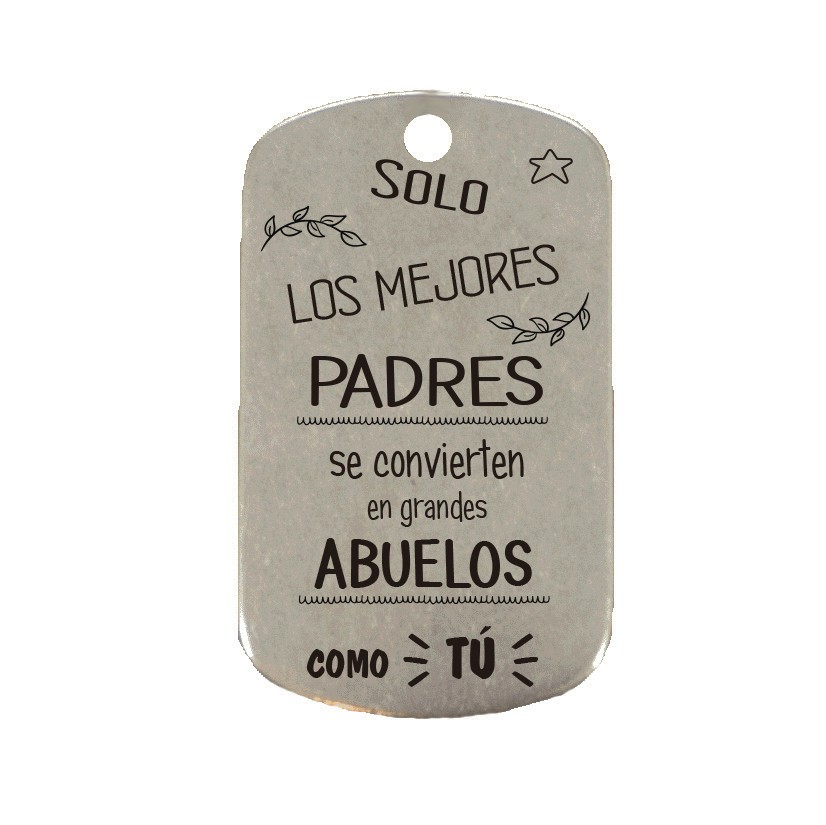 SOLO
LOS MEJORES
PADRES
se convierten
en grandes
ABUELOS
COMO TÚ